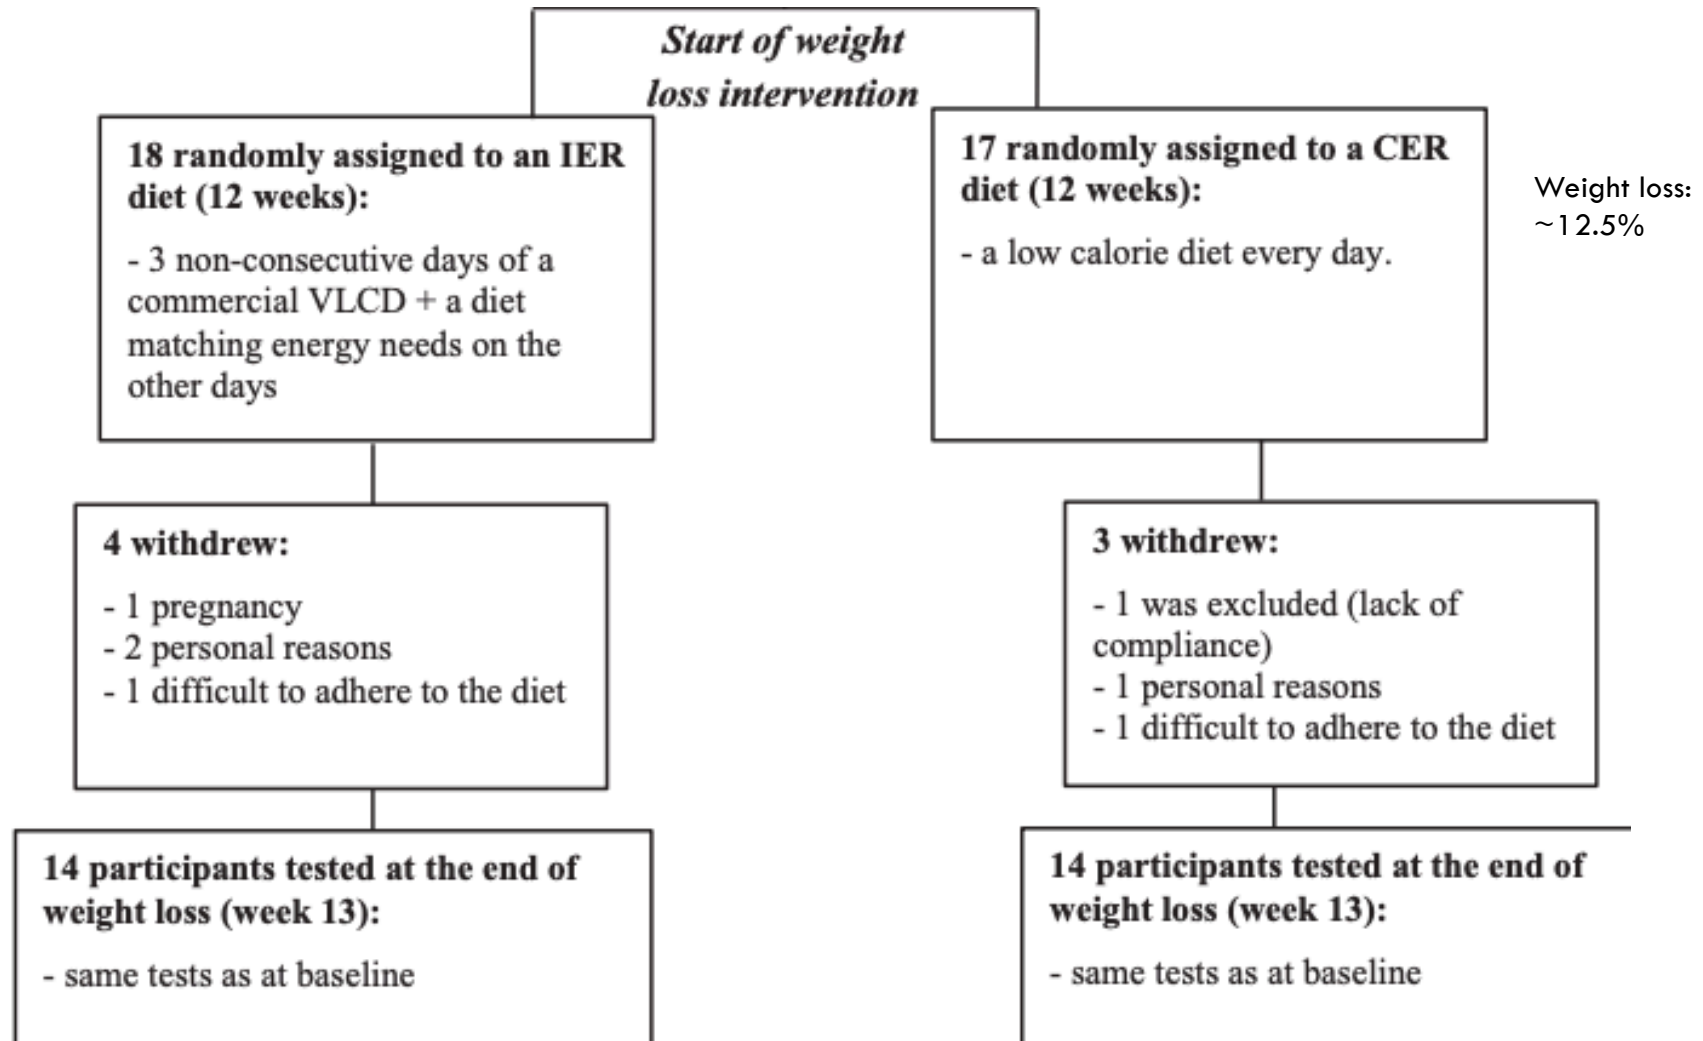 Start of weight
loss intervention
18 randomly assigned to an IER
diet (12 weeks):
- 3 non-consecutive days of a
commercial VLCD + a diet
matching energy needs on the
other days
17 randomly assigned to a CER
diet (12 weeks):
- a low calorie diet every day.
Weight loss:
~12.5%
4 withdrew:
- 1 pregnancy
- 2 personal reasons
- 1 difficult to adhere to the diet
3 withdrew:
- 1 was excluded (lack of
compliance)
- 1 personal reasons
- 1 difficult to adhere to the diet
14 participants tested at the end of
weight loss (week 13):
- same tests as at baseline
14 participants tested at the end of
weight loss (week 13):
- same tests as at baseline